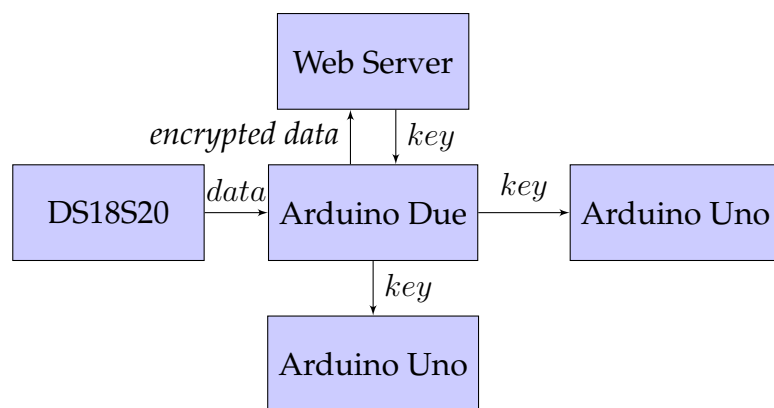 Web Server
encrypted data
key
DS18S20
data
Arduino Due
key
Arduino Uno
key
Arduino Uno